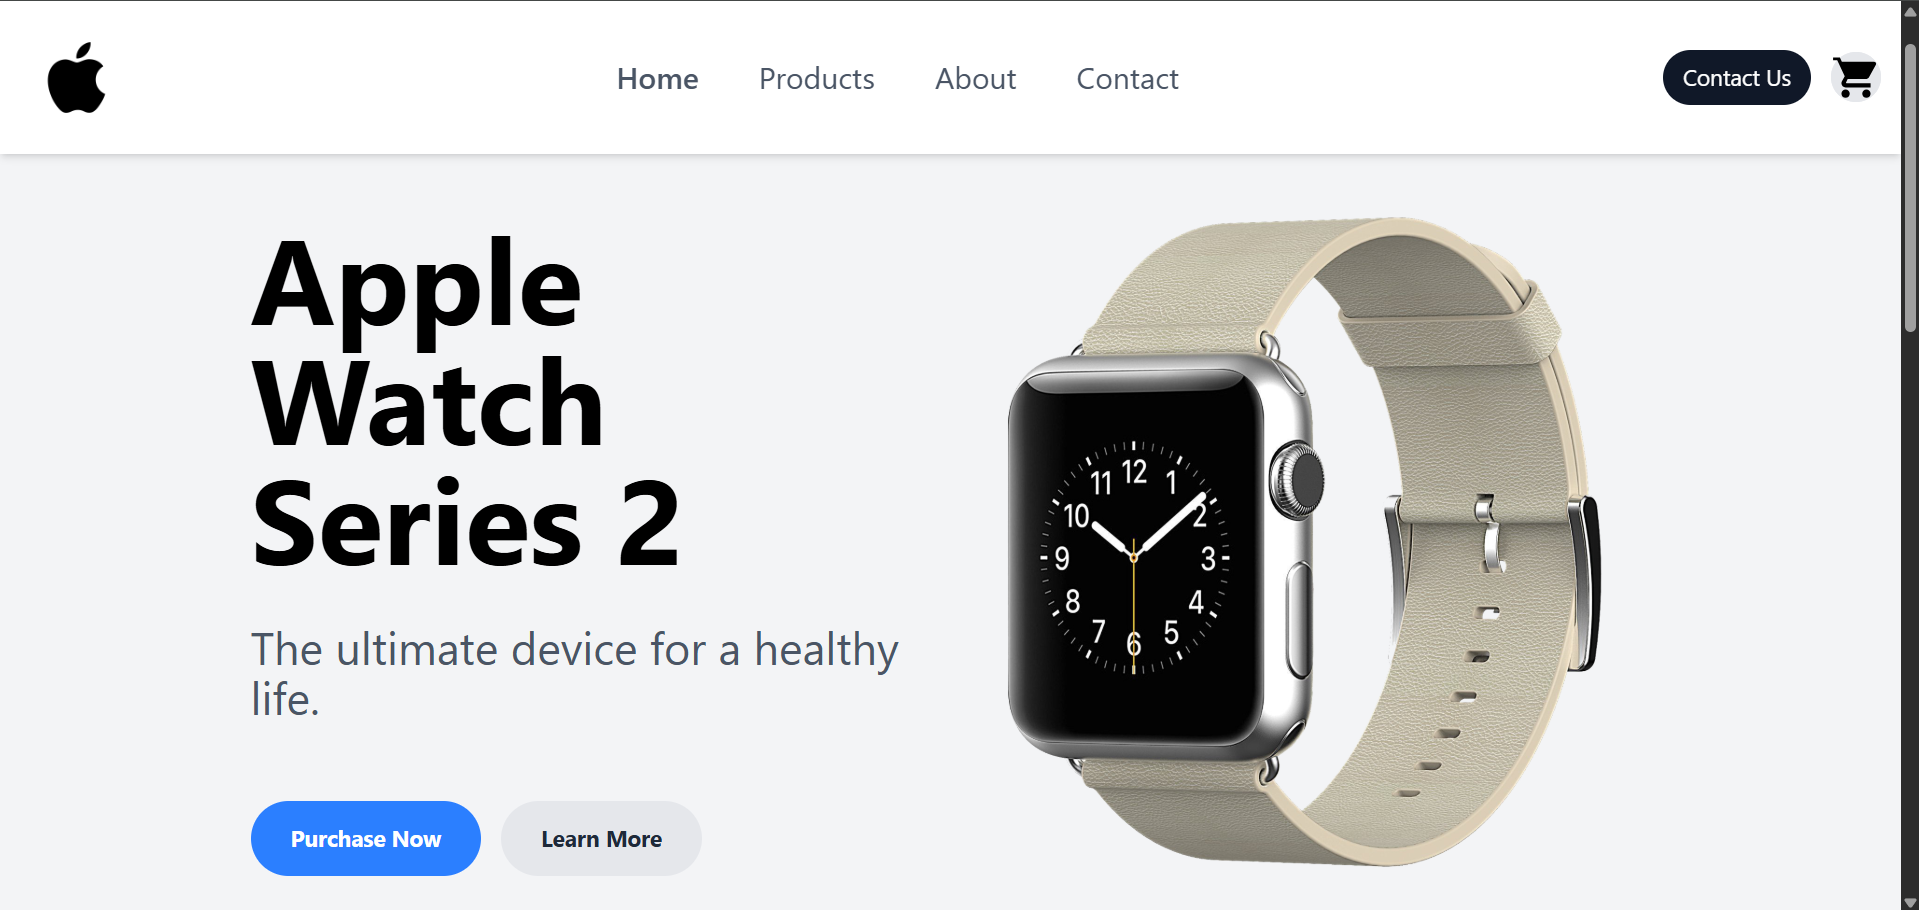 Home Products About Contact Contact Us
Apple
Watch
Series 2
The ultimate device for a healthy
life.
Purchase Now Learn More
12
11 1
10 2
9 3
8 4
7 5
6